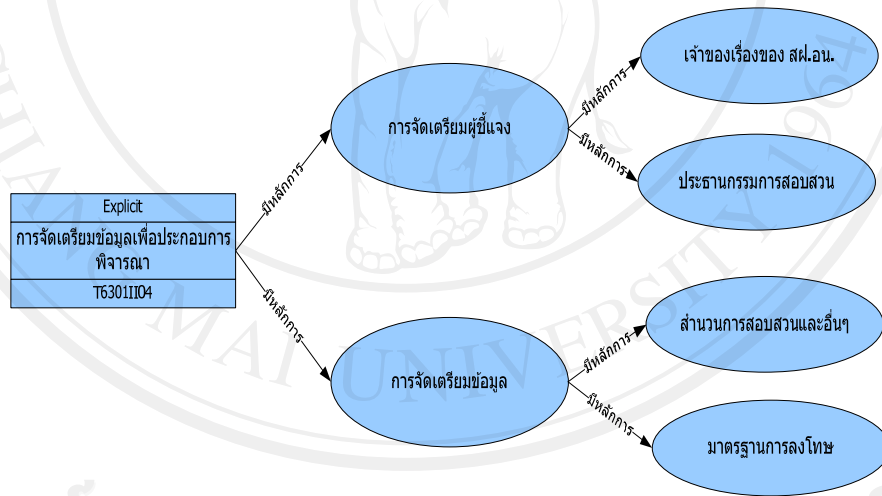 เจ้าของเรื่องของ สฝ.อน.
มีหลักการ
การจัดเตรียมผู้ชี้แจง
มีหลักการ
ประธานกรรมการสอบสวน
มีหลักการ
Explicit
การจัดเตรียมข้อมูลเพื่อประกอบการ
พิจารณา
T6301II04
มีหลักการ
สำนวนการสอบสวนและอื่นๆ
มีหลักการ
การจัดเตรียมข้อมูล
มีหลักการ
มาตรฐานการลงโทษ
CHIANG MAI UNIVERSITY 1964